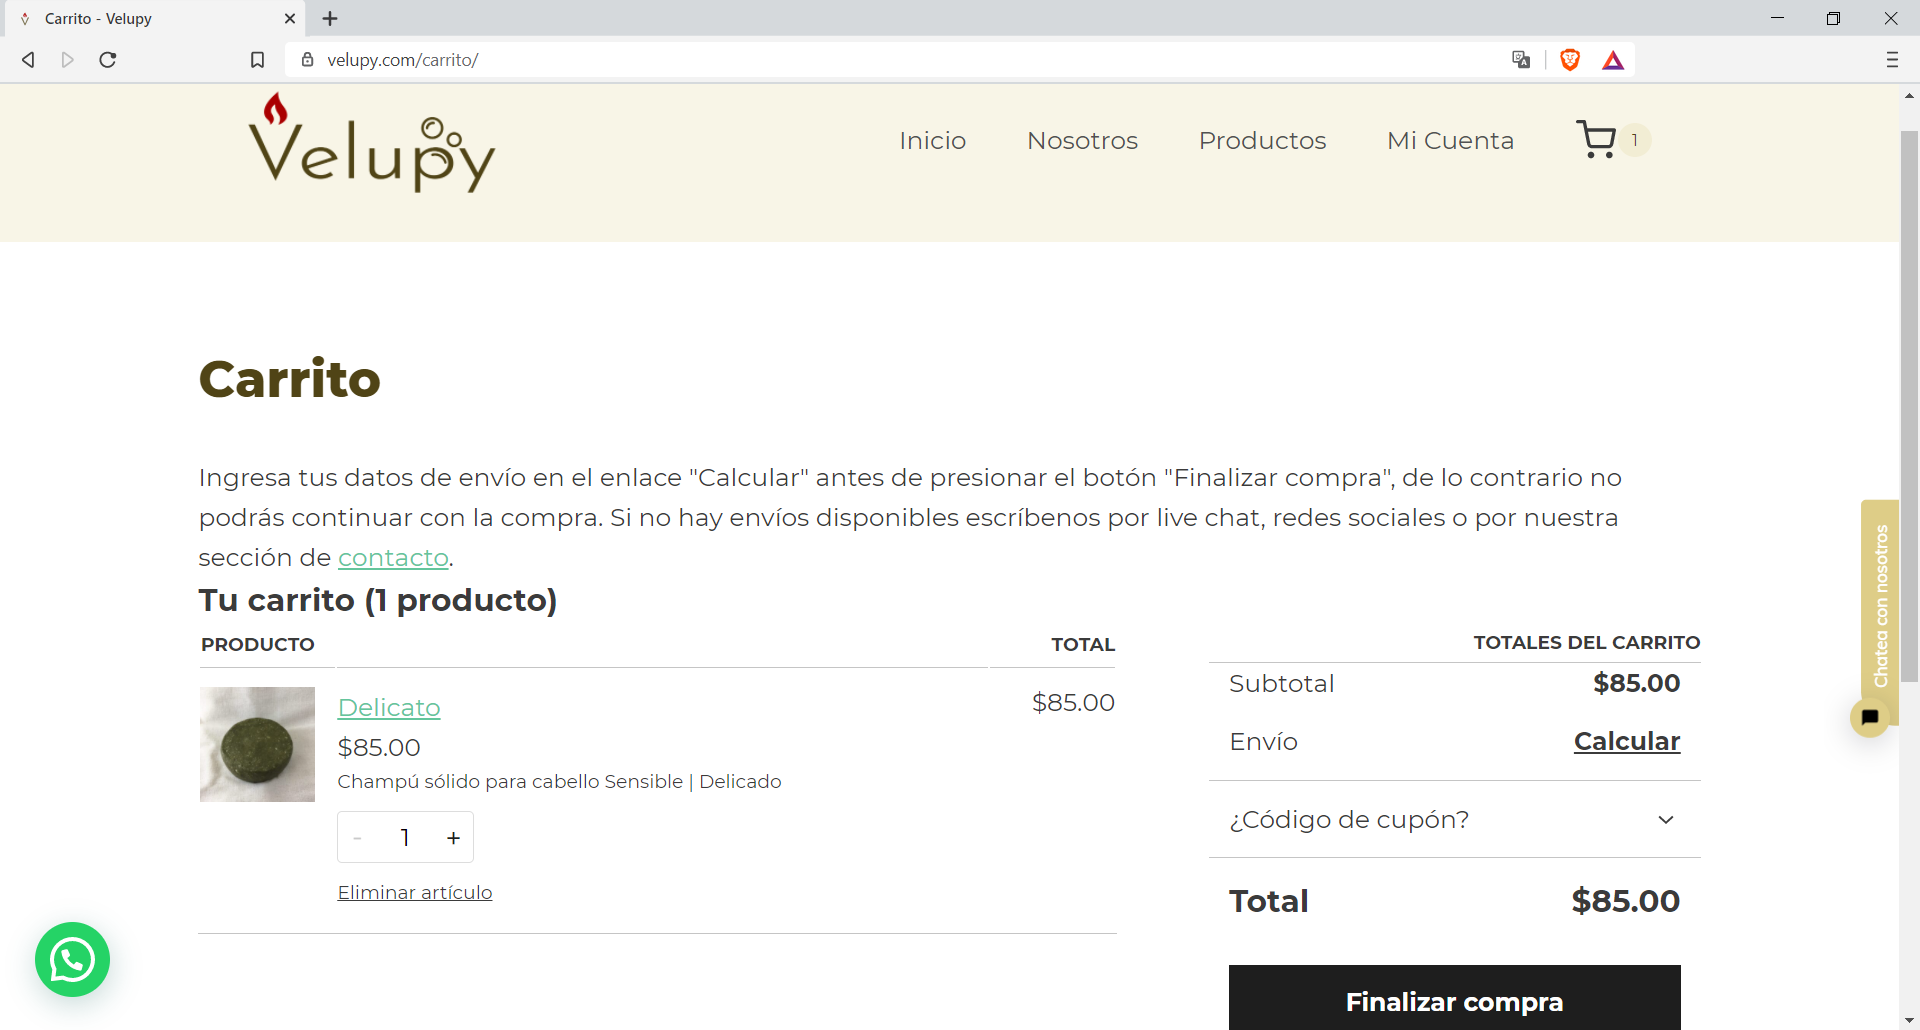 Carrito - Velupy
velupy.com/carrito/
Velupy
Inicio
Nosotros
Productos
Mi Cuenta
1
Carrito
Ingresa tus datos de envío en el enlace "Calcular" antes de presionar el botón "Finalizar compra", de lo contrario no
podrás continuar con la compra. Si no hay envíos disponibles escríbenos por live chat, redes sociales o por nuestra
sección de contacto.
Tu carrito (1 producto)
PRODUCTO
TOTAL
Delicato
$85.00
$85.00
Champú sólido para cabello Sensible | Delicado
- 1 +
Eliminar artículo
TOTALES DEL CARRITO
Subtotal
$85.00
Envío
Calcular
¿Código de cupón?
Total
$85.00
Finalizar compra
Chatea con nosotros